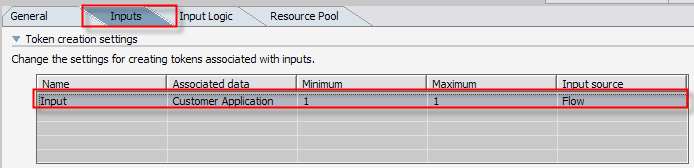 General Inputs Input Logic Resource Pool
Token creation settings
Change the settings for creating tokens associated with inputs.
Name Associated data Minimum Maximum Input source
Input Customer Application 1 1 Flow